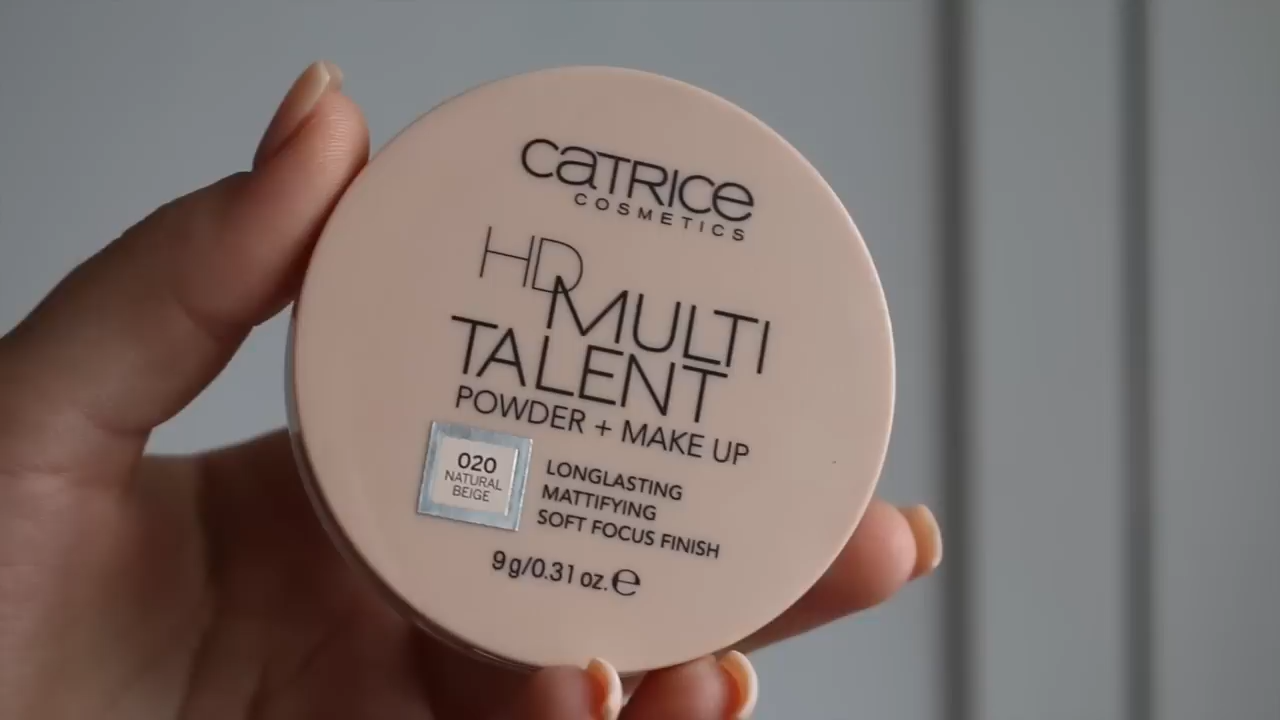 CATRICE
COSMETICS
HD MULTI
TALENT
POWDER + MAKE UP
020
NATURAL
BEIGE
LONGLASTING
MATTIFYING
SOFT FOCUS FINISH
9 g/0.31 oz. ℮